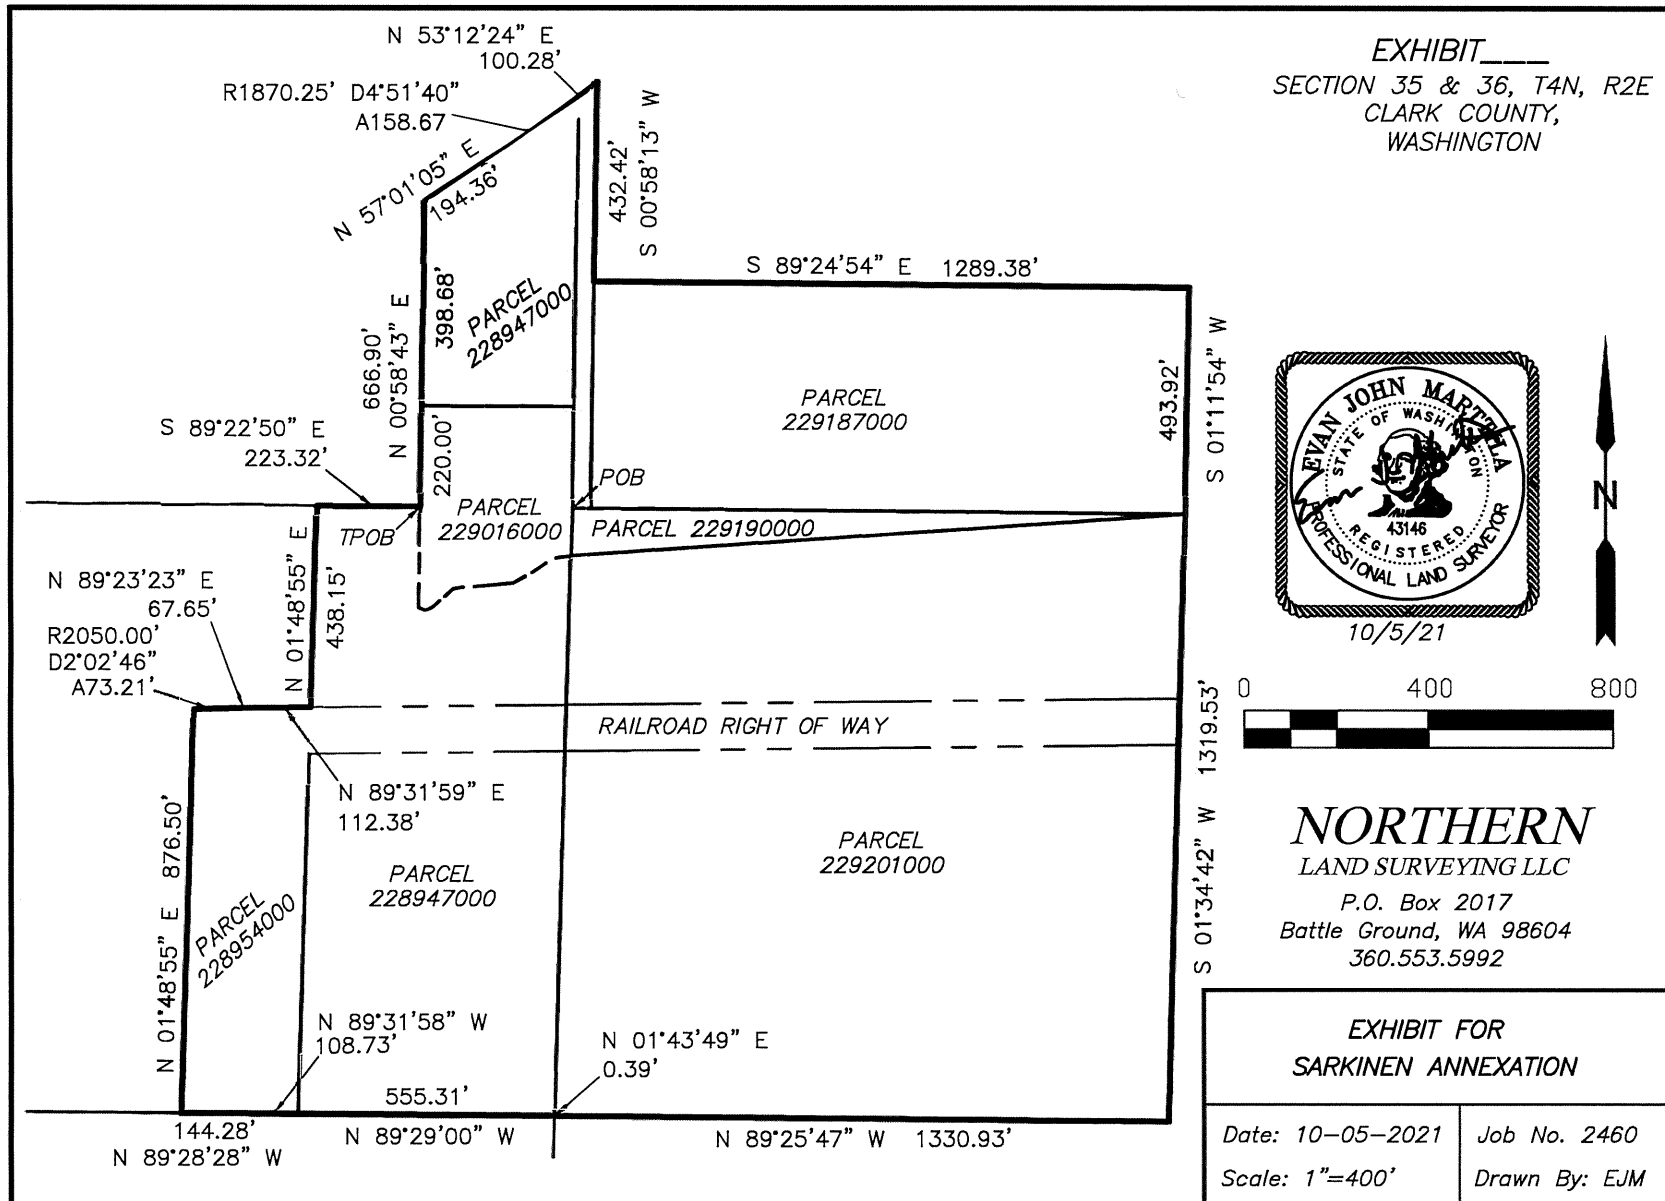 N 53°12'24" E
100.28'
R1870.25' D4°51'40"
A158.67
N 57°01'05" E
194.36'
432.42'
S 00°58'13" W
EXHIBIT___
SECTION 35 & 36, T4N, R2E
CLARK COUNTY,
WASHINGTON
S 89°24'54" E 1289.38'
666.90'
N 00°58'43" E
398.68'
PARCEL
228947000
PARCEL
229187000
493.92'
S 01°11'54" W
S 89°22'50" E
223.32'
220.00'
TPOB
PARCEL
229016000
POB
PARCEL 229190000
N 01°48'55" E
438.15'
N 89°23'23" E
67.65'
R2050.00'
D2°02'46"
A73.21'
RAILROAD RIGHT OF WAY
N 89°31'59" E
112.38'
N 01°48'55" E 876.50'
PARCEL
228954000
PARCEL
228947000
PARCEL
229201000
S 01°34'42" W 1319.53'
N 89°31'58" W
108.73'
N 01°43'49" E
0.39'
555.31'
144.28'
N 89°28'28" W
N 89°29'00" W
N 89°25'47" W 1330.93'
EVAN JOHN MARTTLA
STATE OF WASHINGTON
43146
REGISTERED
PROFESSIONAL LAND SURVEYOR
10/5/21
N
0 400 800
NORTHERN
LAND SURVEYING LLC
P.O. Box 2017
Battle Ground, WA 98604
360.553.5992
EXHIBIT FOR
SARKINEN ANNEXATION
Date: 10-05-2021
Job No. 2460
Scale: 1"=400'
Drawn By: EJM